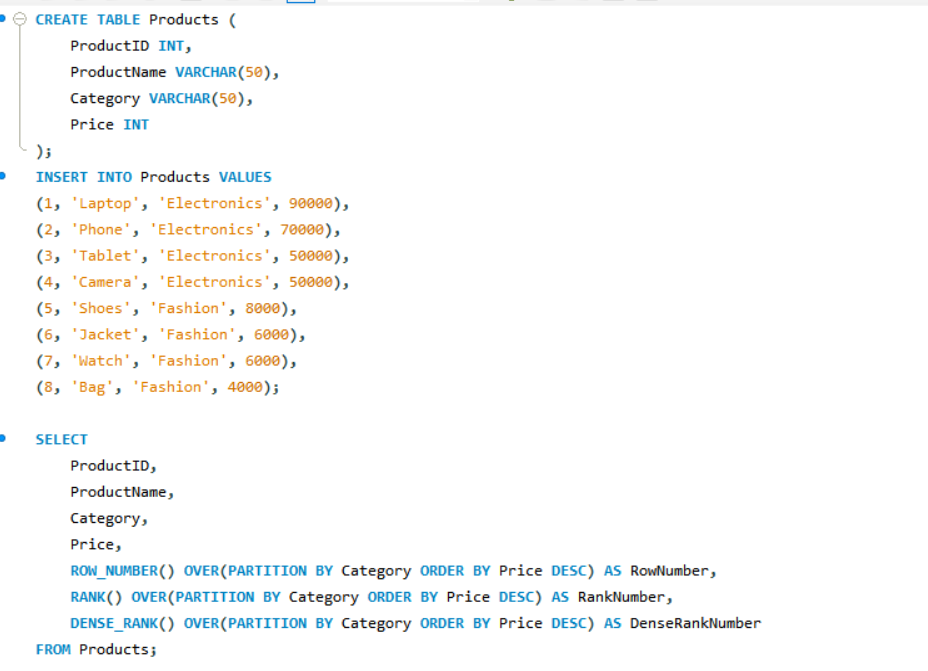 CREATE TABLE Products (
    ProductID INT,
    ProductName VARCHAR(50),
    Category VARCHAR(50),
    Price INT
);
INSERT INTO Products VALUES
(1, 'Laptop', 'Electronics', 90000),
(2, 'Phone', 'Electronics', 70000),
(3, 'Tablet', 'Electronics', 50000),
(4, 'Camera', 'Electronics', 50000),
(5, 'Shoes', 'Fashion', 8000),
(6, 'Jacket', 'Fashion', 6000),
(7, 'Watch', 'Fashion', 6000),
(8, 'Bag', 'Fashion', 4000);
SELECT
    ProductID,
    ProductName,
    Category,
    Price,
    ROW_NUMBER() OVER(PARTITION BY Category ORDER BY Price DESC) AS RowNumber,
    RANK() OVER(PARTITION BY Category ORDER BY Price DESC) AS RankNumber,
    DENSE_RANK() OVER(PARTITION BY Category ORDER BY Price DESC) AS DenseRankNumber
FROM Products;